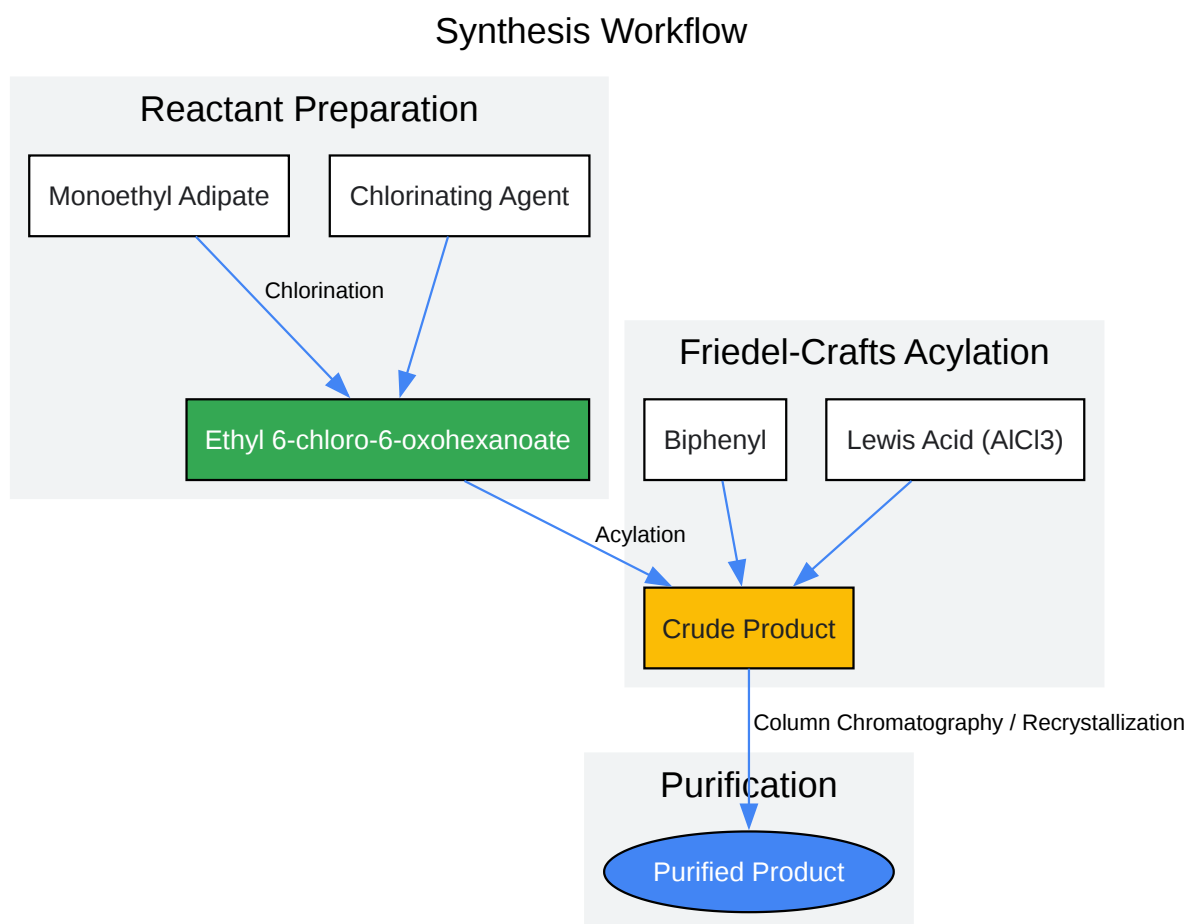 Synthesis Workflow
Reactant Preparation
Monoethyl Adipate
Chlorinating Agent
Chlorination
Ethyl 6-chloro-6-oxohexanoate
Friedel-Crafts Acylation
Biphenyl
Lewis Acid (AlCl3)
Acylation
Crude Product
Column Chromatography / Recrystallization
Purification
Purified Product